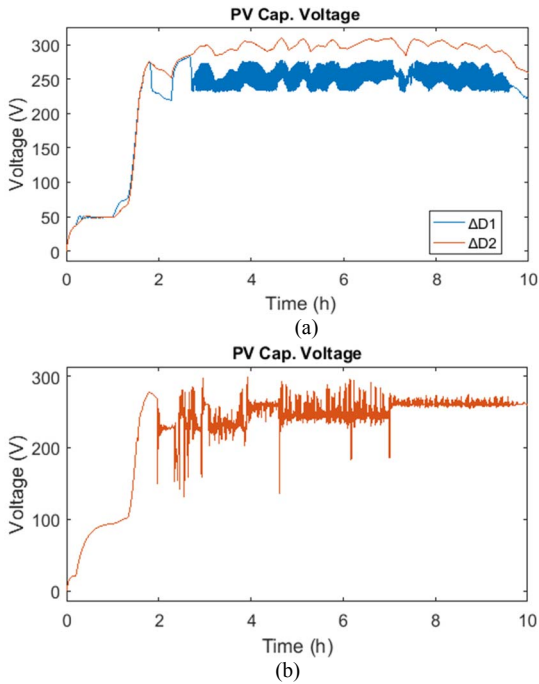 PV Cap. Voltage
300
250
200
150
100
50
0
Voltage (V)
ΔD1
ΔD2
0 2 4 6 8 10
Time (h)
(a)
PV Cap. Voltage
300
200
100
0
Voltage (V)
0 2 4 6 8 10
Time (h)
(b)